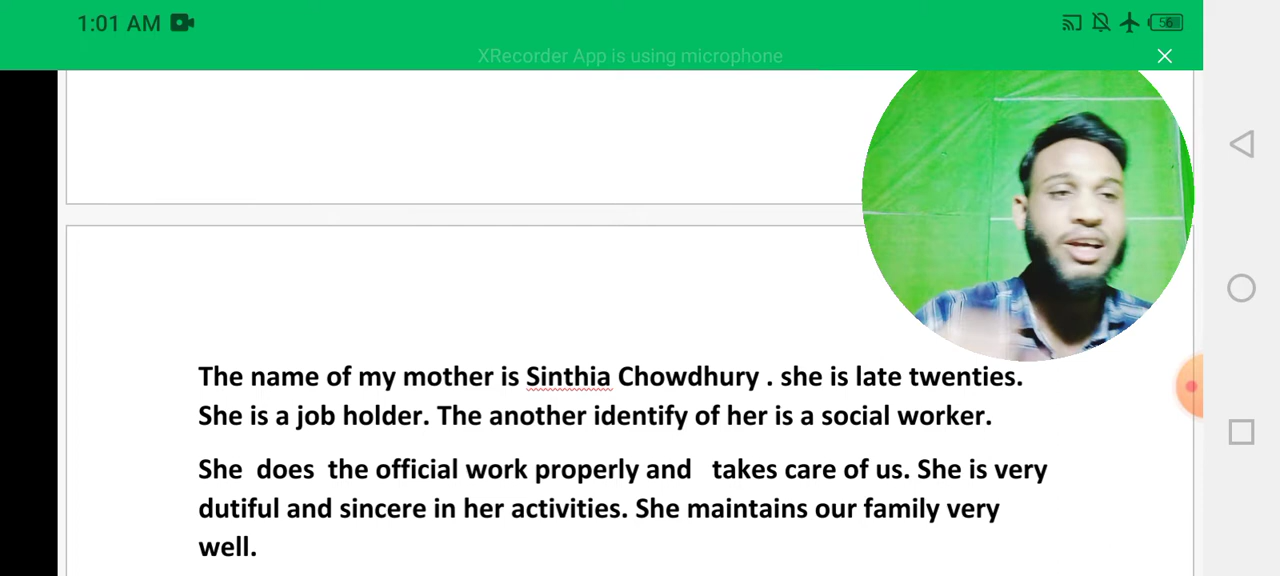 1:01 AM
56
XRecorder App is using microphone
The name of my mother is Sinthia Chowdhury . she is late twenties.
She is a job holder. The another identify of her is a social worker.
She does the official work properly and takes care of us. She is very
dutiful and sincere in her activities. She maintains our family very
well.